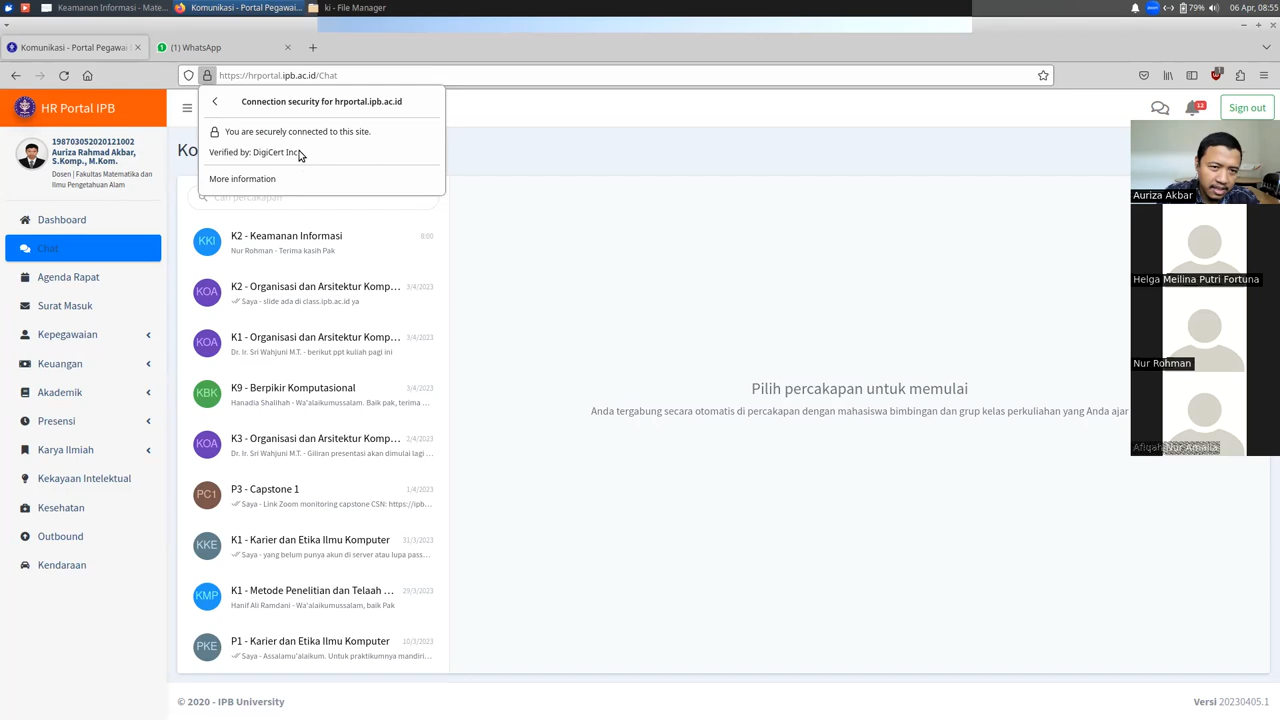 Keamanan Informasi - Mate...
Komunikasi - Portal Pegawai...
ki - File Manager
79%
06 Apr, 08:55
Komunikasi - Portal Pegawai
(1) WhatsApp
https://hrportal.ipb.ac.id/Chat
HR Portal IPB
Connection security for hrportal.ipb.ac.id
You are securely connected to this site.
Verified by: DigiCert Inc
More information
12
Sign out
198703052020121002
Auriza Rahmad Akbar,
S.Komp., M.Kom.
Dosen | Fakultas Matematika dan
Ilmu Pengetahuan Alam
Ko
Cari percakapan
Dashboard
Chat
Agenda Rapat
Surat Masuk
Kepegawaian
Keuangan
Akademik
Presensi
Karya Ilmiah
Kekayaan Intelektual
Kesehatan
Outbound
Kendaraan
KKI
K2 - Keamanan Informasi
8:00
Nur Rohman - Terima kasih Pak
KOA
K2 - Organisasi dan Arsitektur Komp...
3/4/2023
Saya - slide ada di class.ipb.ac.id ya
KOA
K1 - Organisasi dan Arsitektur Komp...
3/4/2023
Dr. Ir. Sri Wahjuni M.T. - berikut ppt kuliah pagi ini
KBK
K9 - Berpikir Komputasional
3/4/2023
Hanadia Shalihah - Wa'alaikumussalam. Baik pak, terima ...
KOA
K3 - Organisasi dan Arsitektur Komp...
2/4/2023
Dr. Ir. Sri Wahjuni M.T. - Giliran presentasi akan dimulai lagi ...
PC1
P3 - Capstone 1
1/4/2023
Saya - Link Zoom monitoring capstone CSN: https://ipb...
KKE
K1 - Karier dan Etika Ilmu Komputer
31/3/2023
Saya - yang belum punya akun di server atau lupa pass...
KMP
K1 - Metode Penelitian dan Telaah ...
29/3/2023
Hanif Ali Ramdani - Wa'alaikumussalam, baik Pak
PKE
P1 - Karier dan Etika Ilmu Komputer
10/3/2023
Saya - Assalamu'alaikum. Untuk praktikumnya mandiri...
Pilih percakapan untuk memulai
Anda tergabung secara otomatis di percakapan dengan mahasiswa bimbingan dan grup kelas perkuliahan yang Anda ajar
Auriza Akbar
Helga Meilina Putri Fortuna
Nur Rohman
Afiqah Nur Amalia
© 2020 - IPB University
Versi 20230405.1